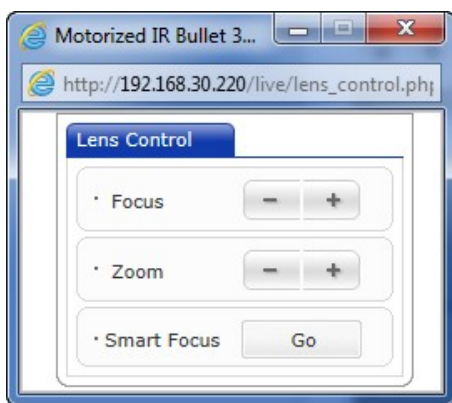 Motorized IR Bullet 3...
http://192.168.30.220/live/lens_control.php
Lens Control
· Focus - +
· Zoom - +
· Smart Focus Go